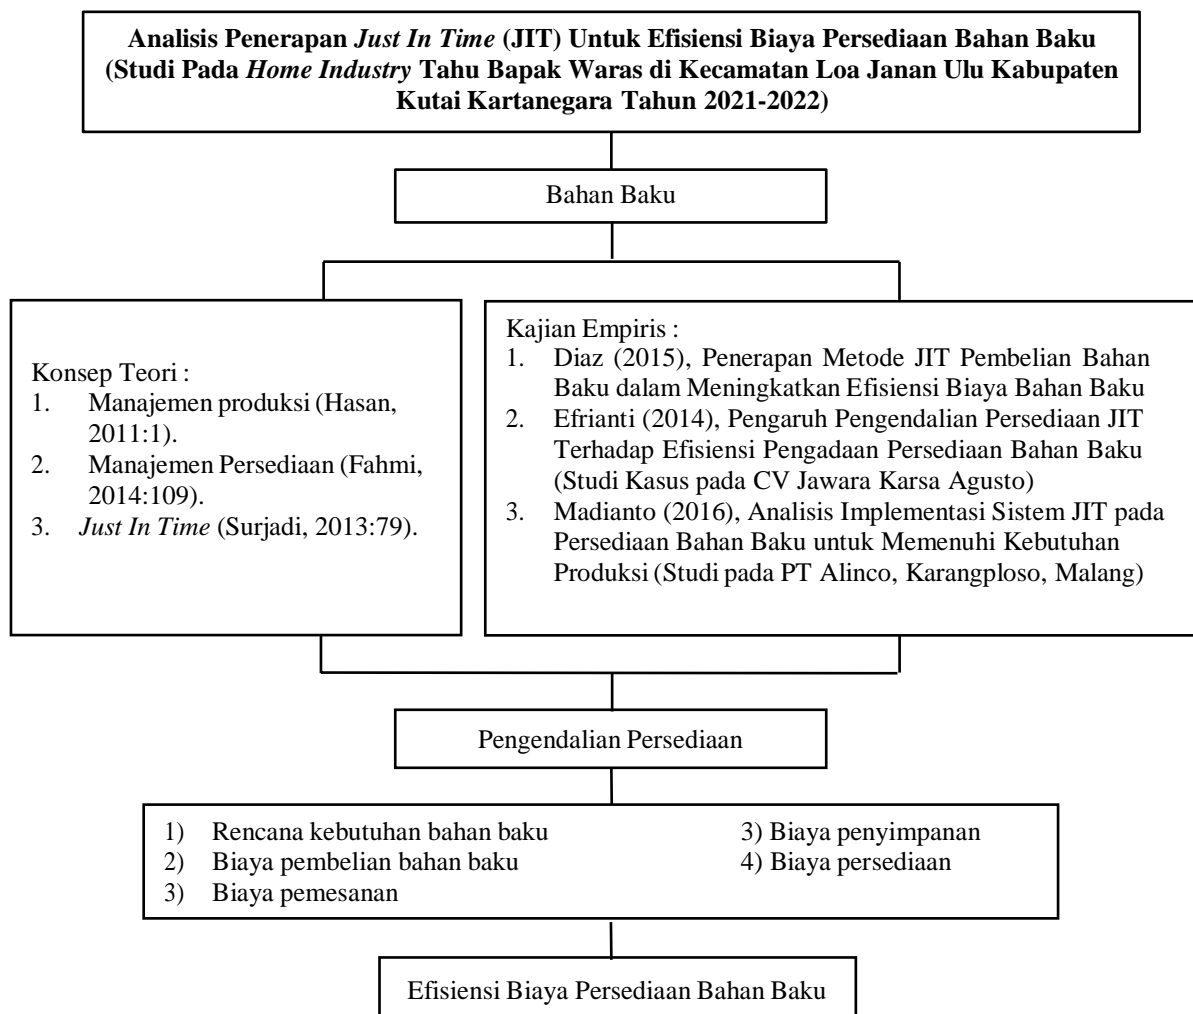 Analisis Penerapan Just In Time (JIT) Untuk Efisiensi Biaya Persediaan Bahan Baku
(Studi Pada Home Industry Tahu Bapak Waras di Kecamatan Loa Janan Ulu Kabupaten
Kutai Kartanegara Tahun 2021-2022)
Bahan Baku
Konsep Teori :
1. Manajemen produksi (Hasan,
2011:1).
2. Manajemen Persediaan (Fahmi,
2014:109).
3. Just In Time (Surjadi, 2013:79).
Kajian Empiris :
1. Diaz (2015), Penerapan Metode JIT Pembelian Bahan
Baku dalam Meningkatkan Efisiensi Biaya Bahan Baku
2. Efrianti (2014), Pengaruh Pengendalian Persediaan JIT
Terhadap Efisiensi Pengadaan Persediaan Bahan Baku
(Studi Kasus pada CV Jawara Karsa Agusto)
3. Madianto (2016), Analisis Implementasi Sistem JIT pada
Persediaan Bahan Baku untuk Memenuhi Kebutuhan
Produksi (Studi pada PT Alinco, Karangploso, Malang)
Pengendalian Persediaan
1) Rencana kebutuhan bahan baku
2) Biaya pembelian bahan baku
3) Biaya pemesanan
3) Biaya penyimpanan
4) Biaya persediaan
Efisiensi Biaya Persediaan Bahan Baku